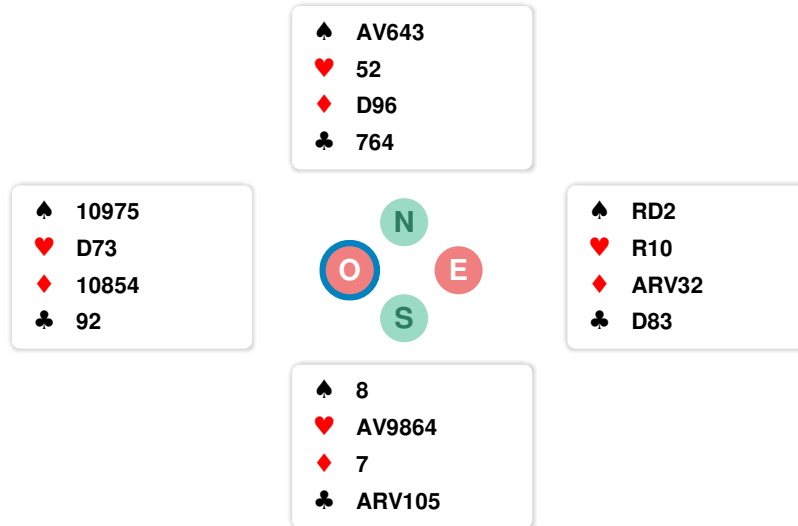 ♠ AV643
♥ 52
♦ D96
♣ 764
♠ 10975
♥ D73
♦ 10854
♣ 92
N
O E
S
♠ RD2
♥ R10
♦ ARV32
♣ D83
♠ 8
♥ AV9864
♦ 7
♣ ARV105